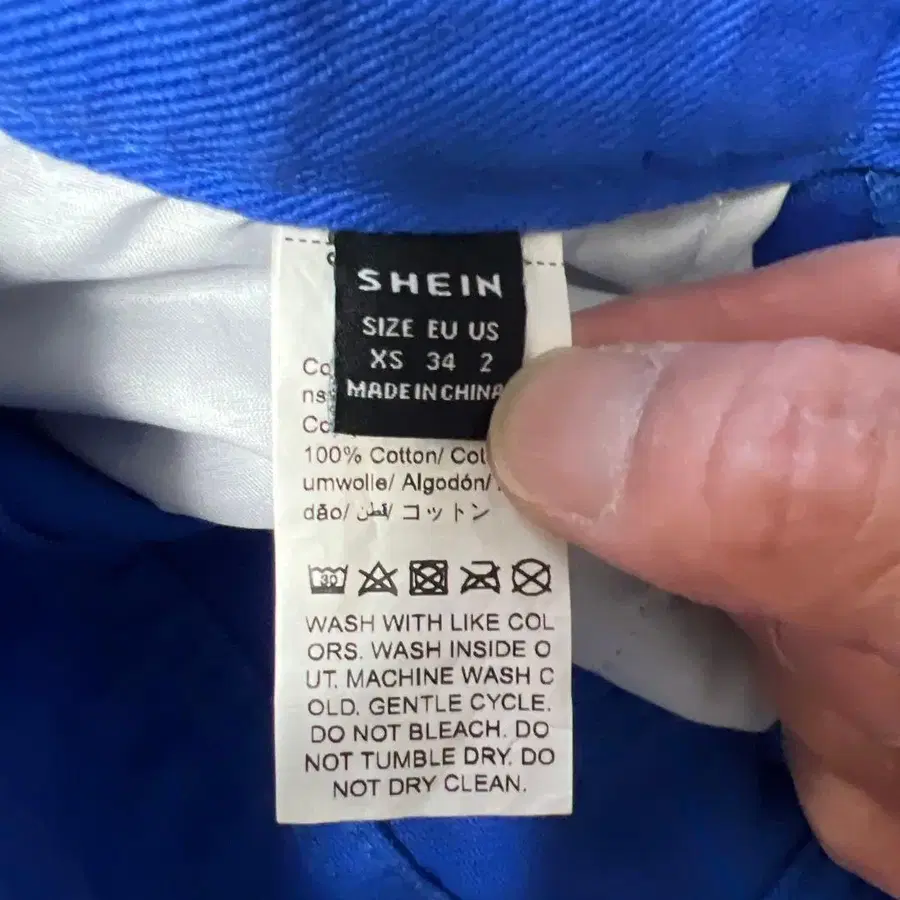 SHEIN
SIZE EU US
XS 34 2
MADE IN CHINA
100% Cotton/
umwolle/ Algodón/
dão/ قطن/ コットン
30
WASH WITH LIKE COL
ORS. WASH INSIDE O
UT. MACHINE WASH C
OLD. GENTLE CYCLE.
DO NOT BLEACH. DO
NOT TUMBLE DRY. DO
NOT DRY CLEAN.